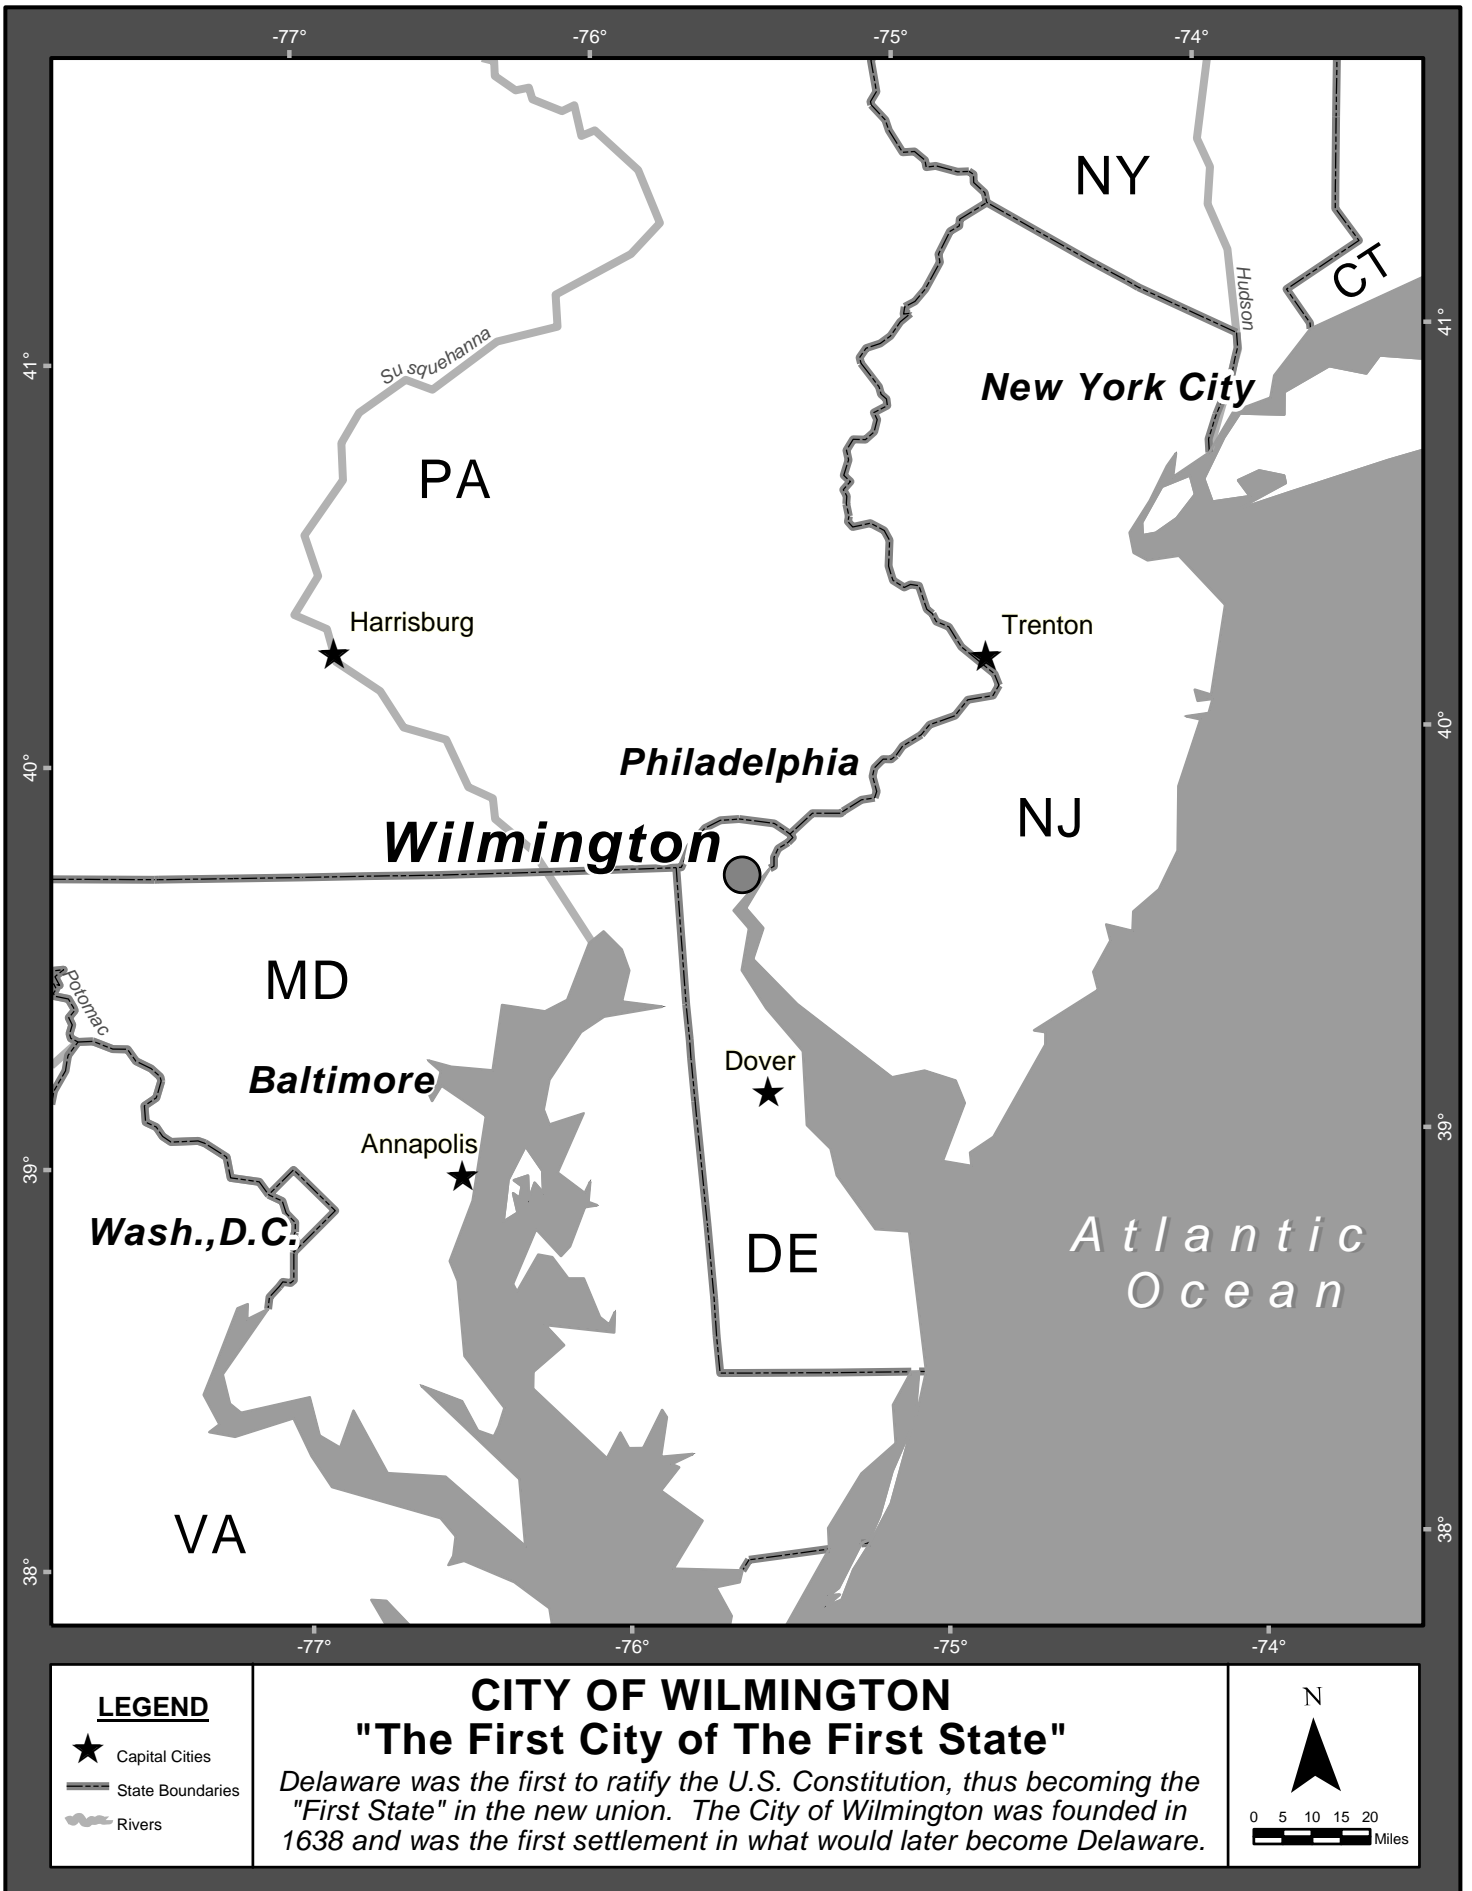 -77° -76° -75° -74°
NY
CT
Hudson
41°
Susquehanna
41°
New York City
PA
Harrisburg
Trenton
40°
Philadelphia
40°
NJ
Wilmington
MD
Potomac
Dover
Baltimore
39°
Annapolis
39°
Wash.,D.C.
DE
Atlantic
Ocean
VA
38°
38°
-77° -76° -75° -74°
LEGEND
Capital Cities
State Boundaries
Rivers
CITY OF WILMINGTON
"The First City of The First State"
Delaware was the first to ratify the U.S. Constitution, thus becoming the
"First State" in the new union. The City of Wilmington was founded in
1638 and was the first settlement in what would later become Delaware.
N
0 5 10 15 20
Miles